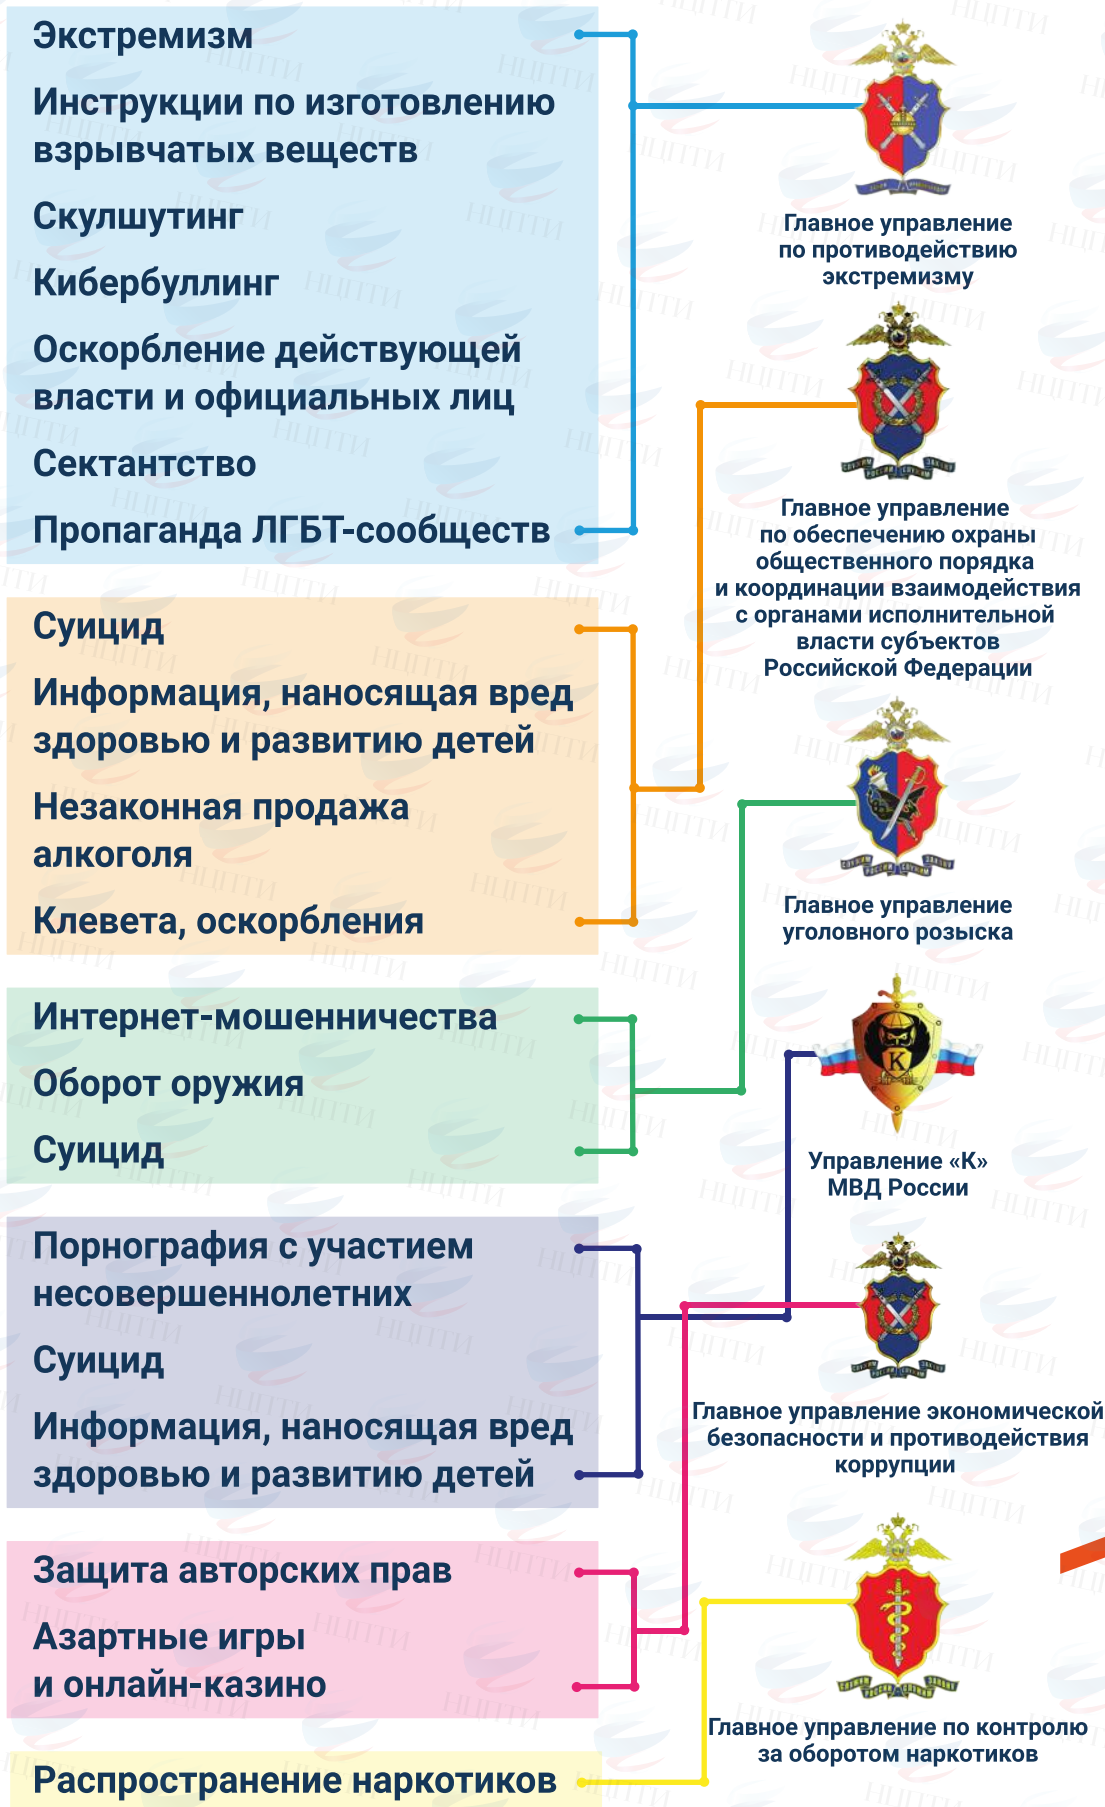 Экстремизм
Инструкции по изготовлению
взрывчатых веществ
Скулшутинг
Кибербуллинг
Оскорбление действующей
власти и официальных лиц
Сектантство
Пропаганда ЛГБТ-сообществ
Суицид
Информация, наносящая вред
здоровью и развитию детей
Незаконная продажа
алкоголя
Клевета, оскорбления
Интернет-мошенничества
Оборот оружия
Суицид
Порнография с участием
несовершеннолетних
Суицид
Информация, наносящая вред
здоровью и развитию детей
Защита авторских прав
Азартные игры
и онлайн-казино
Распространение наркотиков
Главное управление
по противодействию
экстремизму
Главное управление
по обеспечению охраны
общественного порядка
и координации взаимодействия
с органами исполнительной
власти субъектов
Российской Федерации
Главное управление
уголовного розыска
К
Управление «К»
МВД России
Главное управление экономической
безопасности и противодействия
коррупции
Главное управление по контролю
за оборотом наркотиков
НЦПТИ